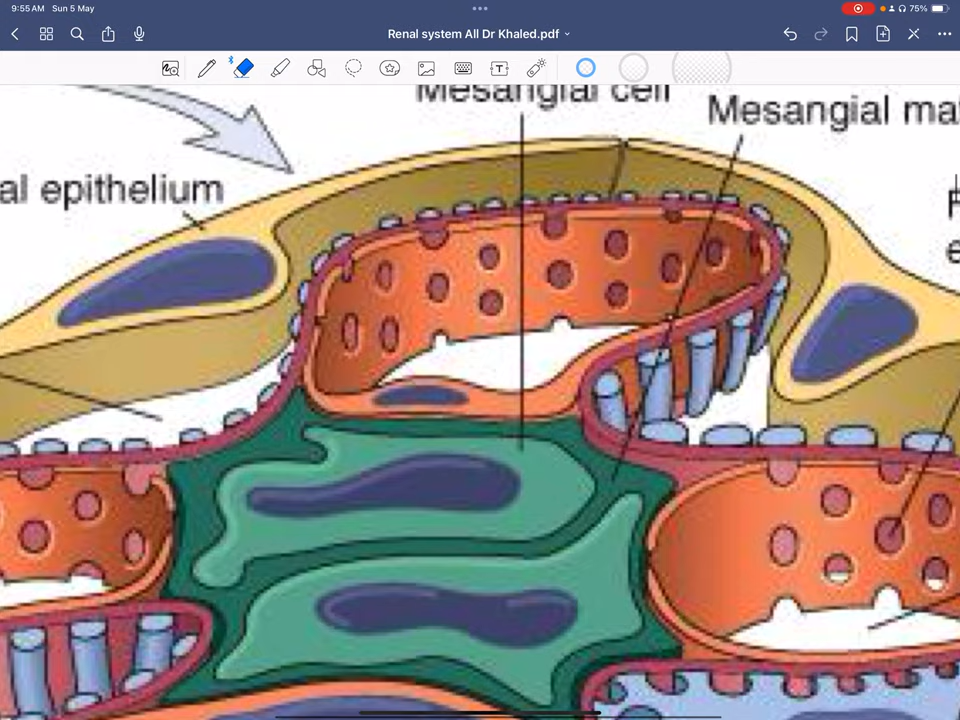 9:55 AM Sun 5 May
75%
Renal system All Dr Khaled.pdf
Mesangial cell
Mesangial ma
al epithelium